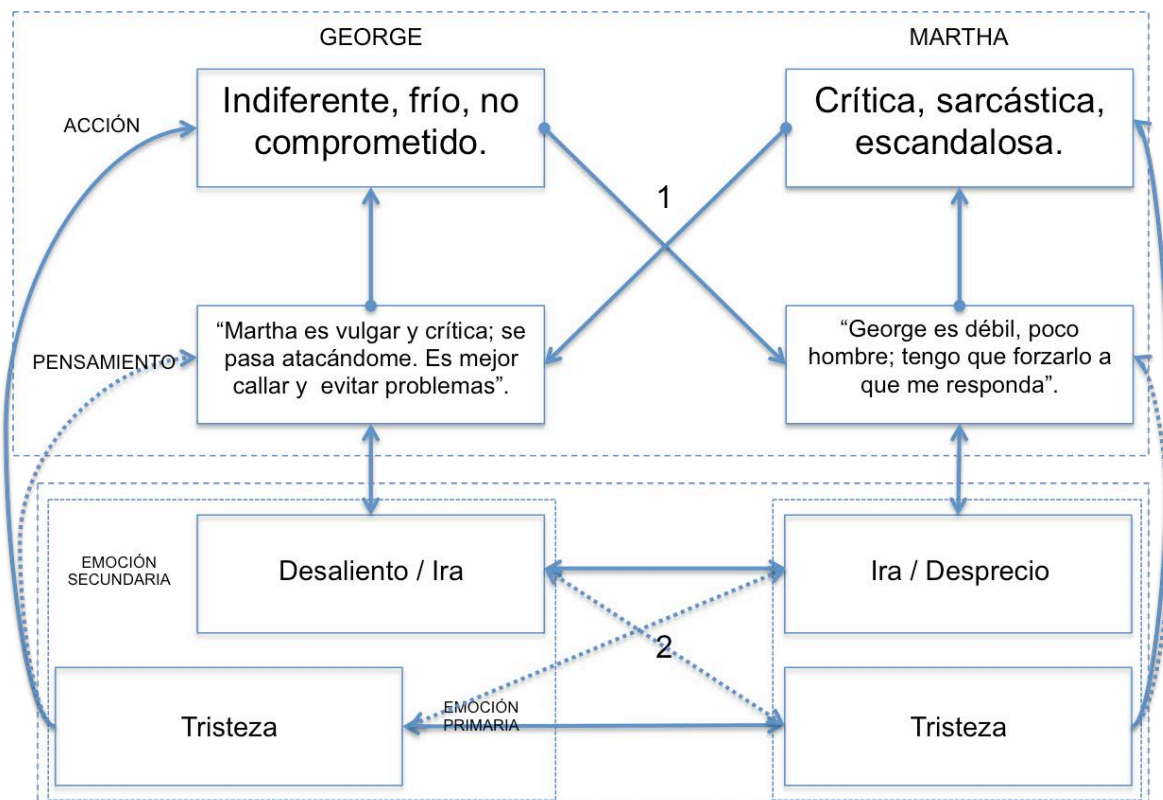 GEORGE
MARTHA
ACCIÓN
Indiferente, frío, no
comprometido.
Crítica, sarcástica,
escandalosa.
1
PENSAMIENTO
“Martha es vulgar y crítica; se
pasa atacándome. Es mejor
callar y evitar problemas”.
“George es débil, poco
hombre; tengo que forzarlo a
que me responda”.
EMOCIÓN
SECUNDARIA
Desaliento / Ira
Ira / Desprecio
2
Tristeza
EMOCIÓN
PRIMARIA
Tristeza